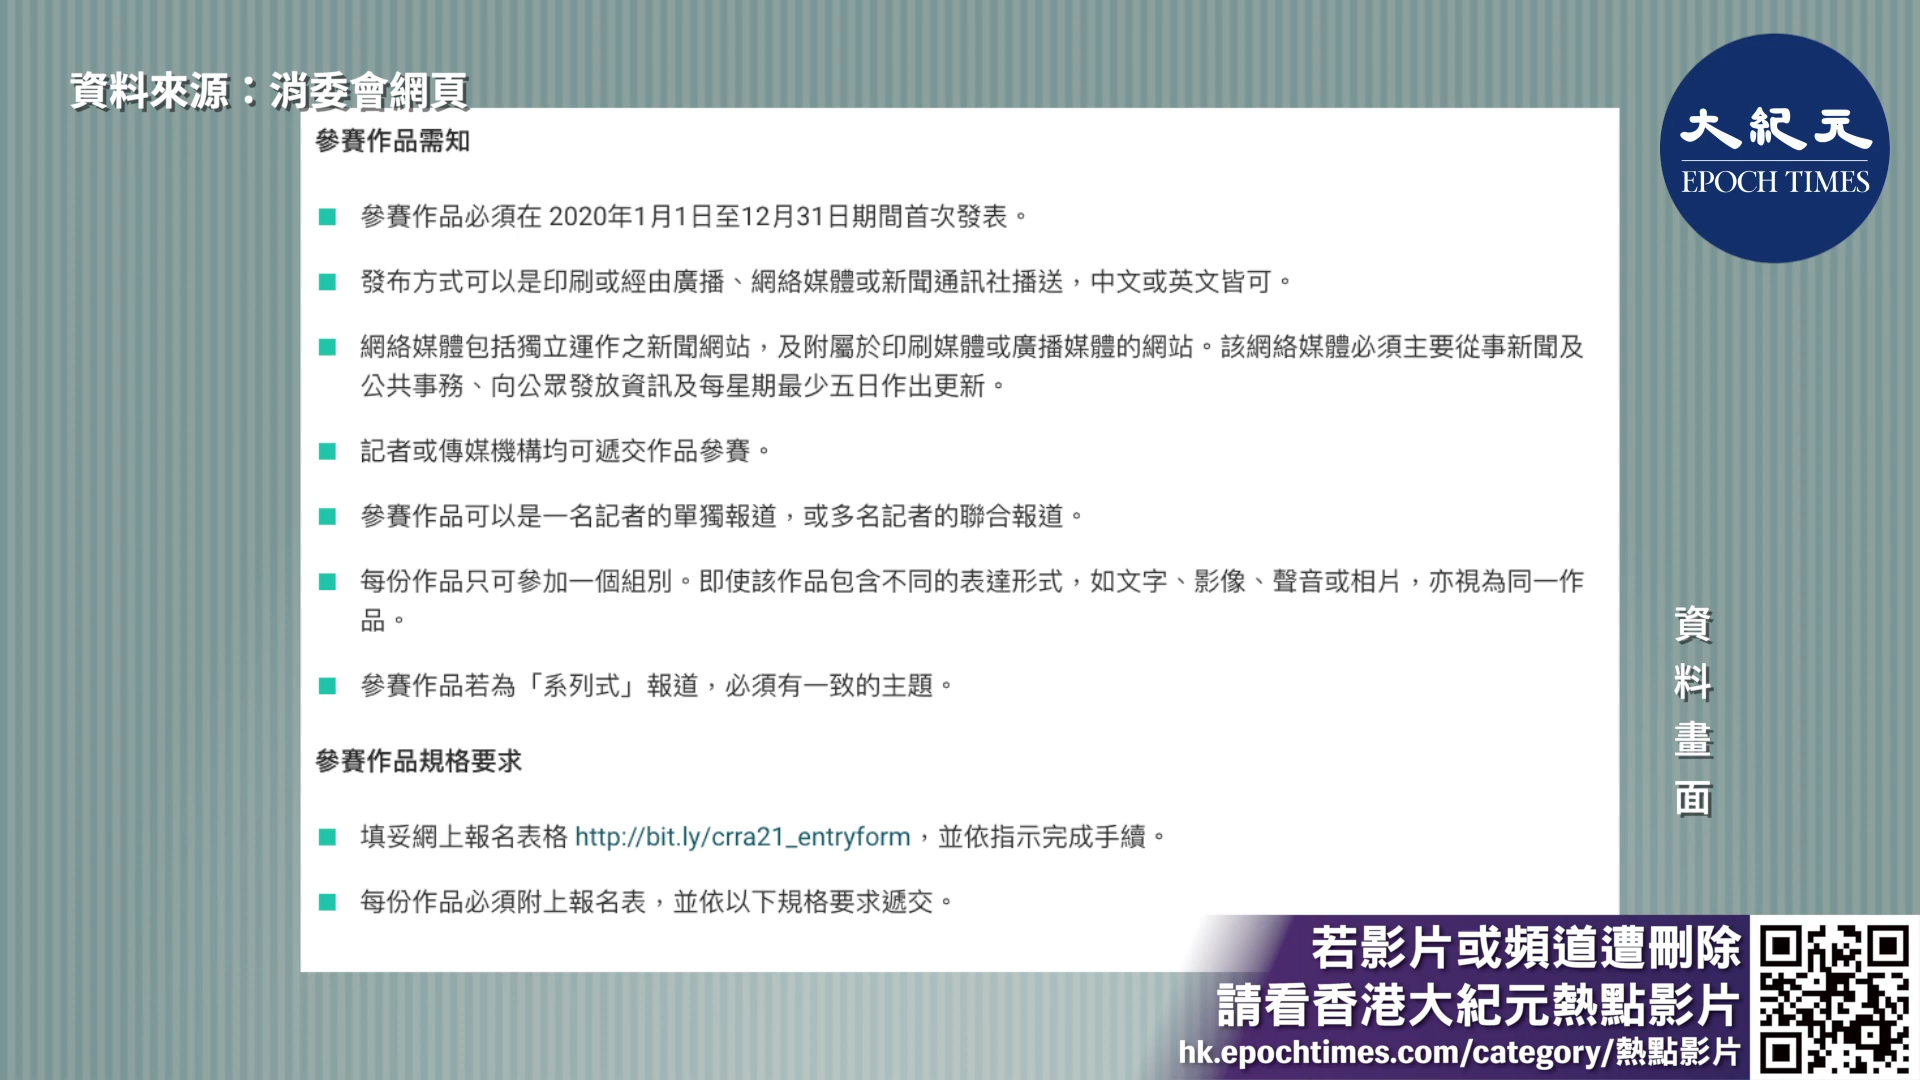 資料來源：消委會網頁
大紀元
EPOCH TIMES
參賽作品需知
參賽作品必須在 2020年1月1日至12月31日期間首次發表。
發布方式可以是印刷或經由廣播、網絡媒體或新聞通訊社播送，中文或英文皆可。
網絡媒體包括獨立運作之新聞網站，及附屬於印刷媒體或廣播媒體的網站。該網絡媒體必須主要從事新聞及
公共事務、向公眾發放資訊及每星期最少五日作出更新。
記者或傳媒機構均可遞交作品參賽。
參賽作品可以是一名記者的單獨報道，或多名記者的聯合報道。
每份作品只可參加一個組別。即使該作品包含不同的表達形式，如文字、影像、聲音或相片，亦視為同一作
品。
參賽作品若為「系列式」報道，必須有一致的主題。
參賽作品規格要求
填妥網上報名表格 http://bit.ly/crra21_entryform，並依指示完成手續。
每份作品必須附上報名表，並依以下規格要求遞交。
資料畫面
若影片或頻道遭刪除
請看香港大紀元熱點影片
hk.epochtimes.com/category/熱點影片